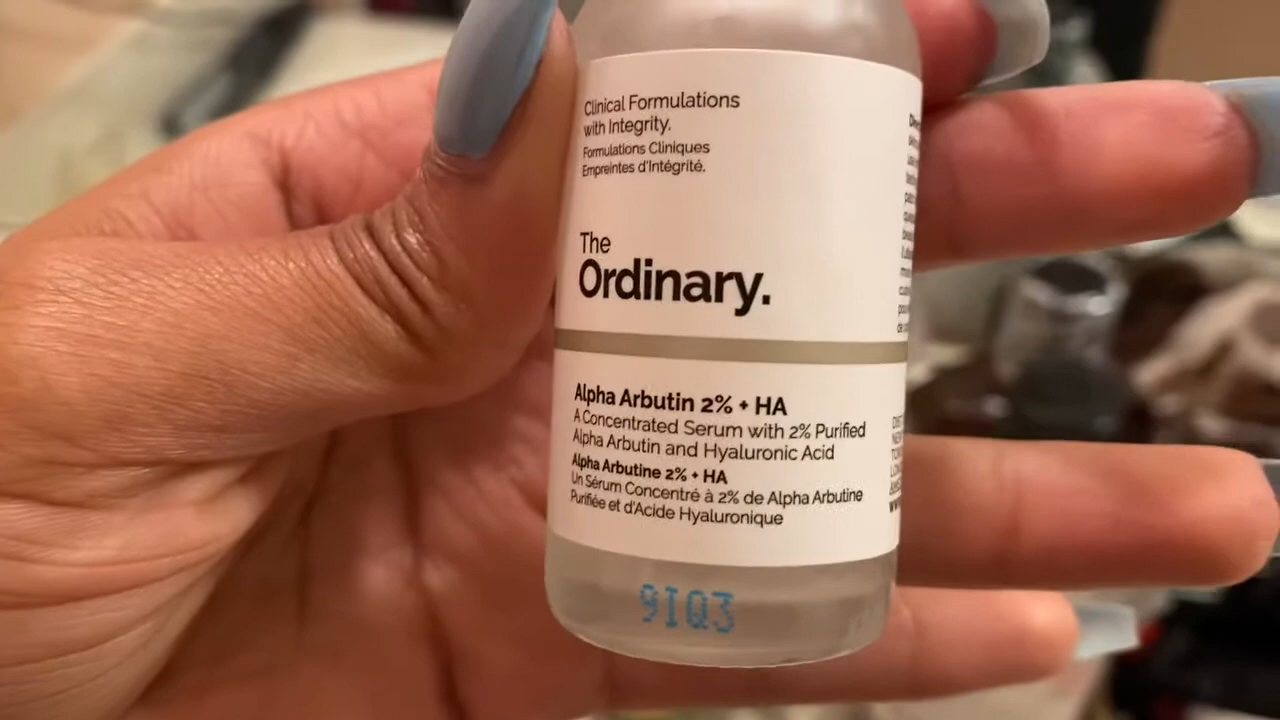 Clinical Formulations
with Integrity.
Formulations Cliniques
Empreintes d'Intégrité.
The
Ordinary.
Alpha Arbutin 2% + HA
A Concentrated Serum with 2% Purified
Alpha Arbutin and Hyaluronic Acid
Alpha Arbutine 2% + HA
Un Sérum Concentré à 2% de Alpha Arbutine
Purifiée et d'Acide Hyaluronique
9IQ3